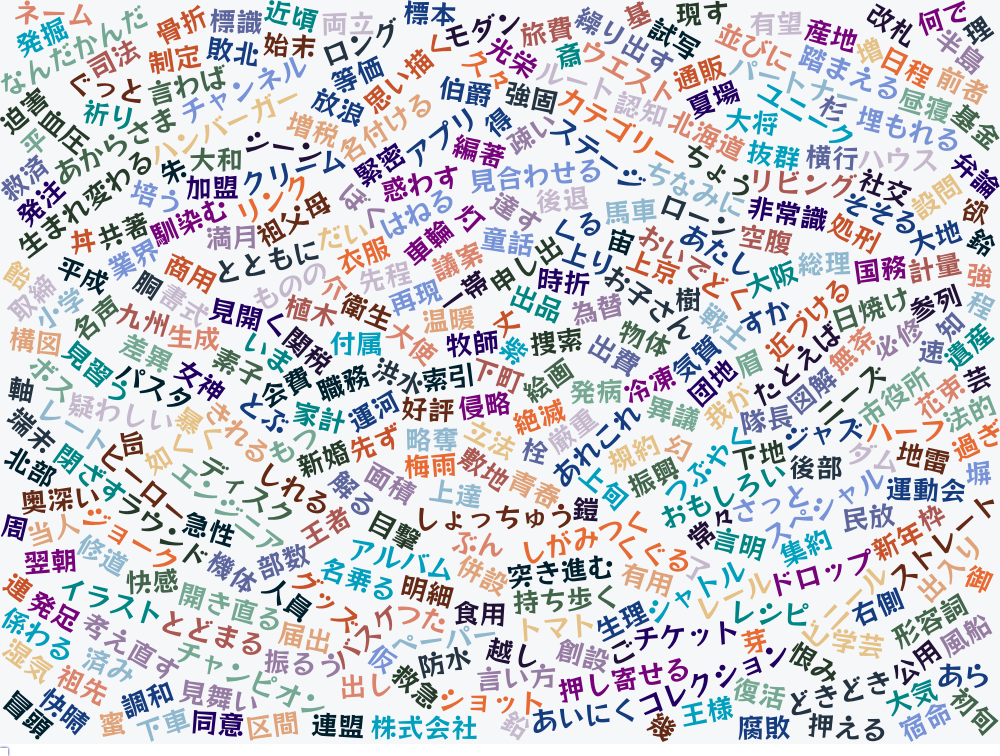 ネーム
発掘
なんだかんだ
骨折
標識
近頃
両立
標本
モダン
旅費
繰り出す
基
現す
有望
産地
改札
何で
理
司法
制定
敗北
始末
ロング
思い描く
光栄
斎
ウエスト
試写
並びに
踏まえる
増
日程
半島
前者
ぐっと
言わば
チャンネル
等価
放浪
久々
ルート
通販
パートナー
昼寝
基金
迫害
祈り
伯爵
強固
カテゴリー
認知
夏場
ユニーク
杉
埋もれる
平
血圧
あからさま
ハンバーガー
増税
名付ける
アプリ
得
疎い
ステージ
北海道
大将
抜群
横行
ハウス
弁論
救済
発注
生まれ変わる
朱
大和
シーン
クリーム
緊密
編著
見合わせる
ちなみに
ちょう
リビング
社交
設問
欲
培う
加盟
リング
ぼく
惑わす
はねる
灯
達す
後退
馬車
ローン
非常識
そそる
丼
共著
馴染む
満月
祖父母
だい
衣服
車輪
童話
くる
宙
おいでどく
あたし
空腹
処刑
大地
鈴
飴
平成
業界
商用
とともに
ものの
介
先程
議案
申し出
上り
上京
大阪
総理
国務
計量
強
取締
小学
胴
書式
見開く
植木
衛生
再現
一帯
時折
出品
お子さん
樹
戦士
すか
近づける
日焼け
参列
程
構図
名声
九州
生成
いま
関税
付属
大使
温暖
丈
牧師
紫
捜索
為替
出費
物体
気質
眉
たとえば
無茶
必修
速
知
遺産
見習う
差異
素子
会費
職務
洪水
索引
下町
絵画
発病
冷凍
団地
図解
ニーズ
市役所
花束
芸
軸
ボス
パスタ
女神
とぶ
家計
運河
好評
侵略
絶滅
厳重
あれこれ
異議
我が
隊長
ジャズ
ハーフ
法的
端末
レート
疑わしい
暴く
きれる
もつ
新婚
先ず
略奪
立法
栓
規約
幻
つぶやく
下地
ダム
地雷
過ぎ
北部
閉ざす
旨
ヒーロー
如く
ディスク
しれる
解る
面積
梅雨
敷地
上達
青春
上旬
振興
おもしろい
後部
運動会
塀
奥深い
ラウンド
エンジニア
急性
王者
目撃
しょっちゅう
鎧
つくづく
常々
さっと
スペシャル
民放
枠
周
当人
ジョーク
翌朝
修道
機体
部数
アルバム
ぶん
しがみつく
くぐる
言明
集約
新年
ストレート
連
快感
人員
グッズ
名乗る
明細
併設
突き進む
有用
了
シャトル
レール
ドロップ
ビニール
出入り
御
発足
イラスト
開き直る
届出
バスケ
つた
食用
持ち歩く
トマト
生理
レシピ
右側
形容詞
係わる
考え直す
とどまる
チャンピオン
振るう
仮
ペーパー
防水
越し
創設
ごチケット
芽
学芸
風船
湿気
祖先
済み
見舞い
出し
救急
言い方
押し寄せる
コレクション
恨み
公用
あら
冒頭
快晴
蜜
調和
下車
同意
区間
連盟
ショット
株式会社
鉛
あいにく
王様
復活
腐敗
どきどき
押える
大気
宿命
初旬